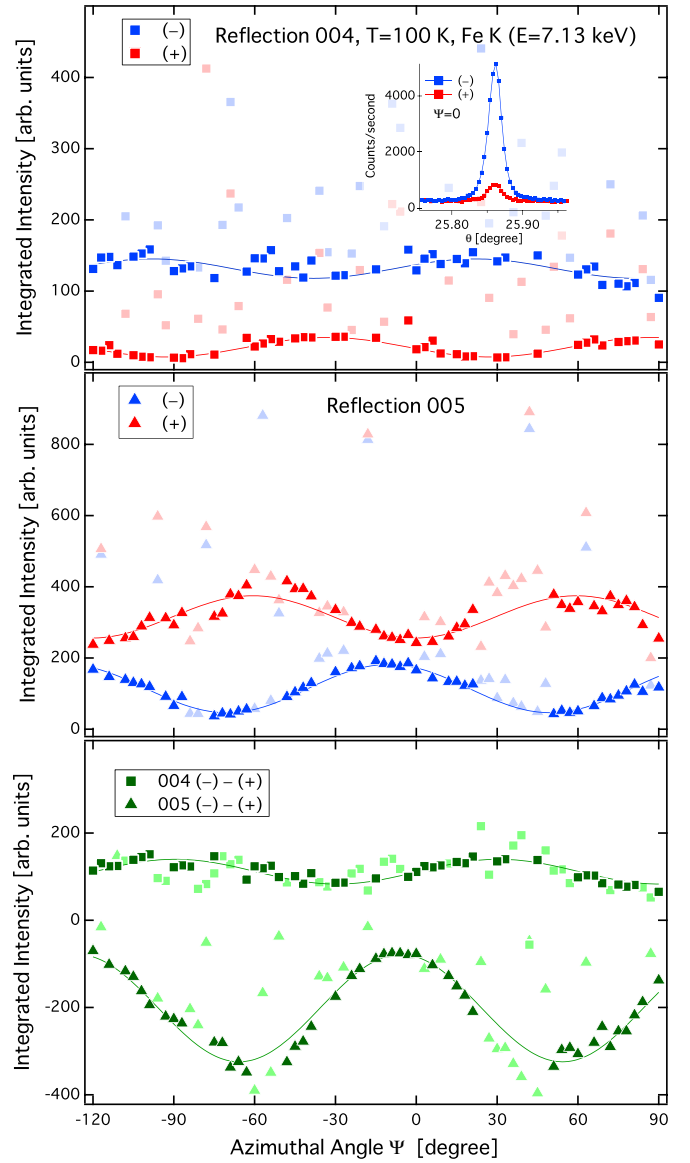 (−)
(+)
Reflection 004, T=100 K, Fe K (E=7.13 keV)
Integrated Intensity [arb. units]
400
300
200
100
0
(−)
(+)
Ψ=0
Counts/second
4000
2000
0
25.80 25.90
θ [degree]
(−)
(+)
Reflection 005
Integrated Intensity [arb. units]
800
600
400
200
0
004 (−) − (+)
005 (−) − (+)
Integrated Intensity [arb. units]
200
0
-200
-400
-120 -90 -60 -30 0 30 60 90
Azimuthal Angle Ψ [degree]